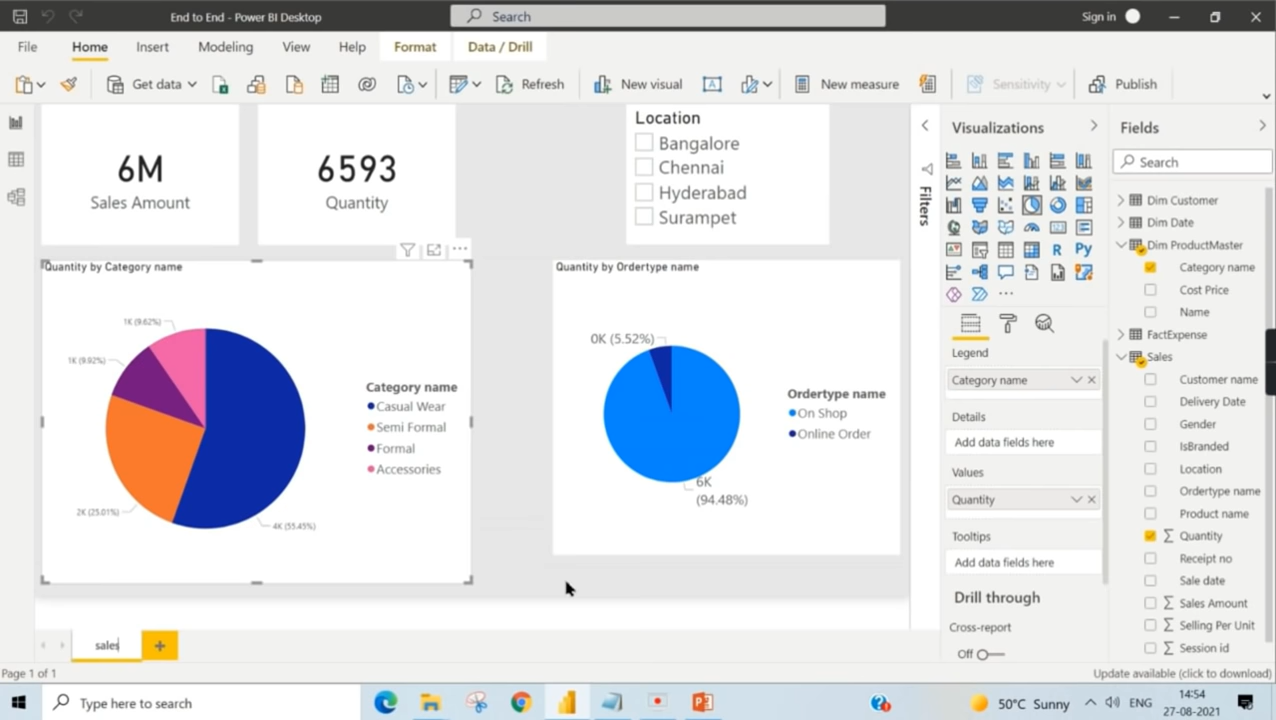 End to End - Power BI Desktop
Search
Sign in
File
Home
Insert
Modeling
View
Help
Format
Data / Drill
Get data
Refresh
New visual
New measure
Sensitivity
Publish
6M
Sales Amount
6593
Quantity
Location
Bangalore
Chennai
Hyderabad
Surampet
Quantity by Category name
1K (9.62%)
1K (9.92%)
2K (25.01%)
4K (55.45%)
Category name
Casual Wear
Semi Formal
Formal
Accessories
Quantity by Ordertype name
0K (5.52%)
6K
(94.48%)
Ordertype name
On Shop
Online Order
Filters
Visualizations
R
Py
Legend
Category name
Details
Add data fields here
Values
Quantity
Tooltips
Add data fields here
Drill through
Cross-report
Off
Fields
Search
Dim Customer
Dim Date
Dim ProductMaster
Category name
Cost Price
Name
FactExpense
Sales
Customer name
Delivery Date
Gender
IsBranded
Location
Ordertype name
Product name
Σ Quantity
Receipt no
Sale date
Σ Sales Amount
Σ Selling Per Unit
Σ Session id
sales
Page 1 of 1
Update available (click to download)
Type here to search
50°C Sunny
ENG
14:54
27-08-2021